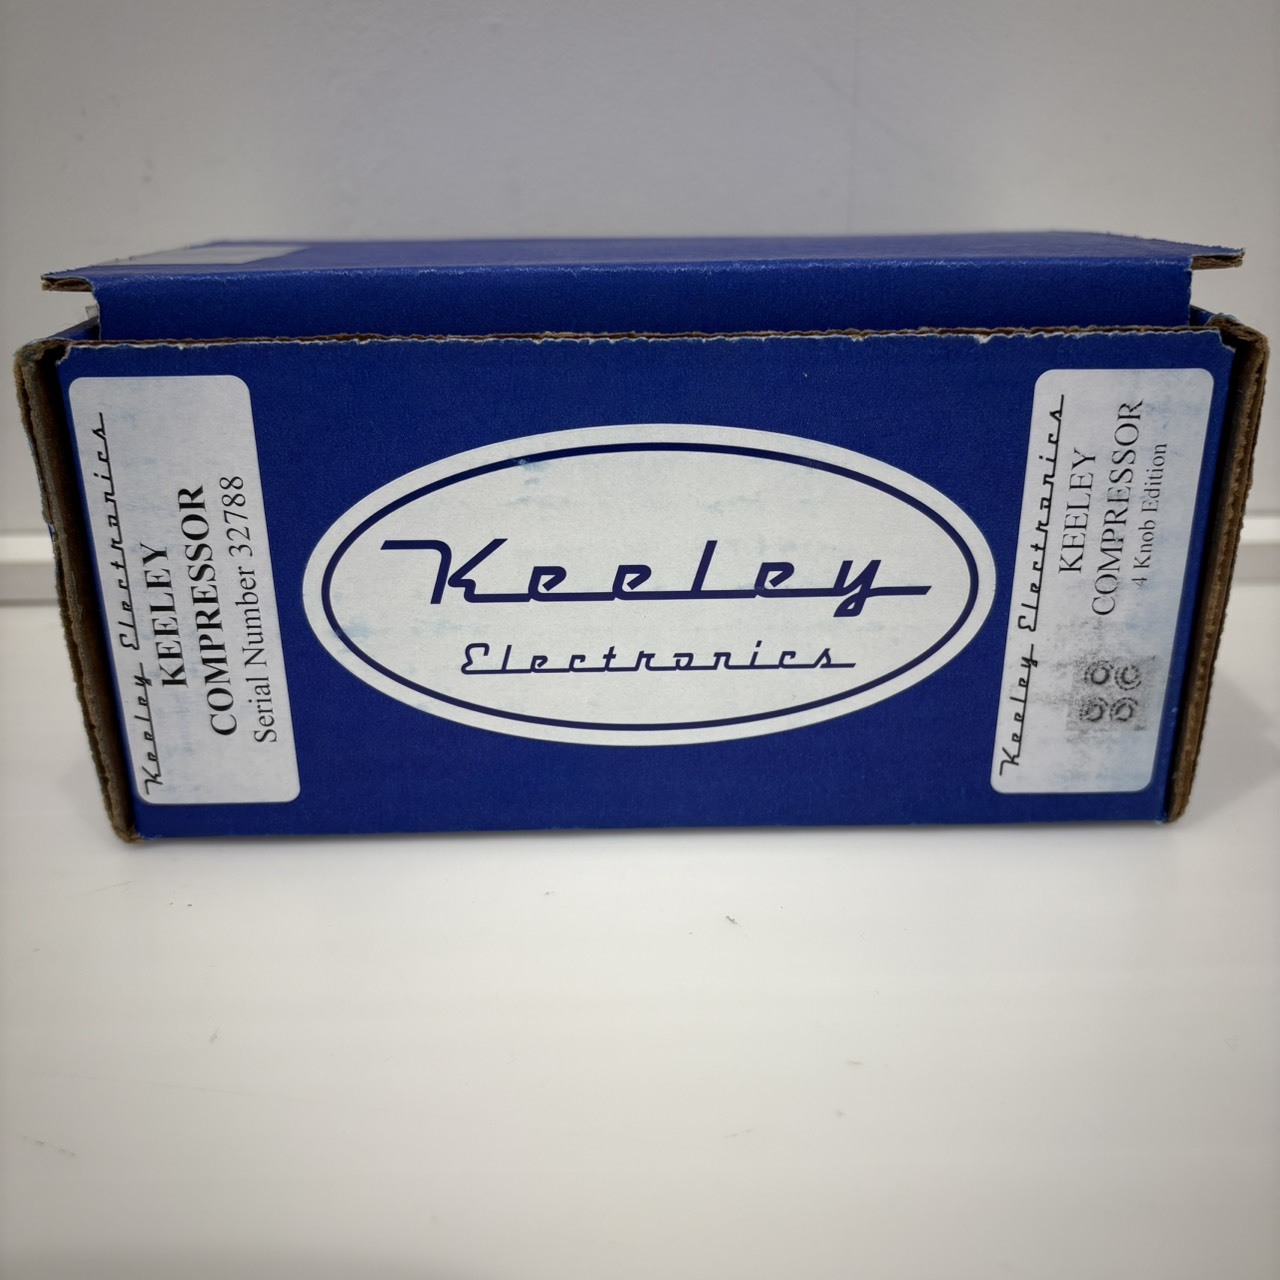 Keeley Electronics
KEELEY
COMPRESSOR
Serial Number 32788
Keeley
Electronics
Keeley Electronics
KEELEY
COMPRESSOR
4 Knob Edition